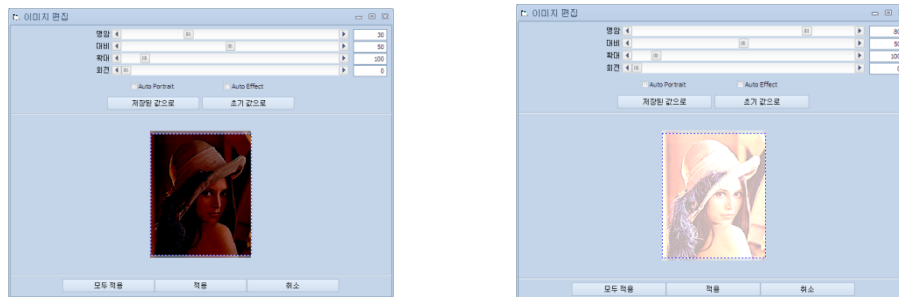 이미지 편집
명암 30
대비 50
확대 100
회전 0
Auto Portrait Auto Effect
저장된 값으로 초기 값으로
모두 적용 적용 취소
이미지 편집
명암 80
대비 50
확대 100
회전 0
Auto Portrait Auto Effect
저장된 값으로 초기 값으로
모두 적용 적용 취소